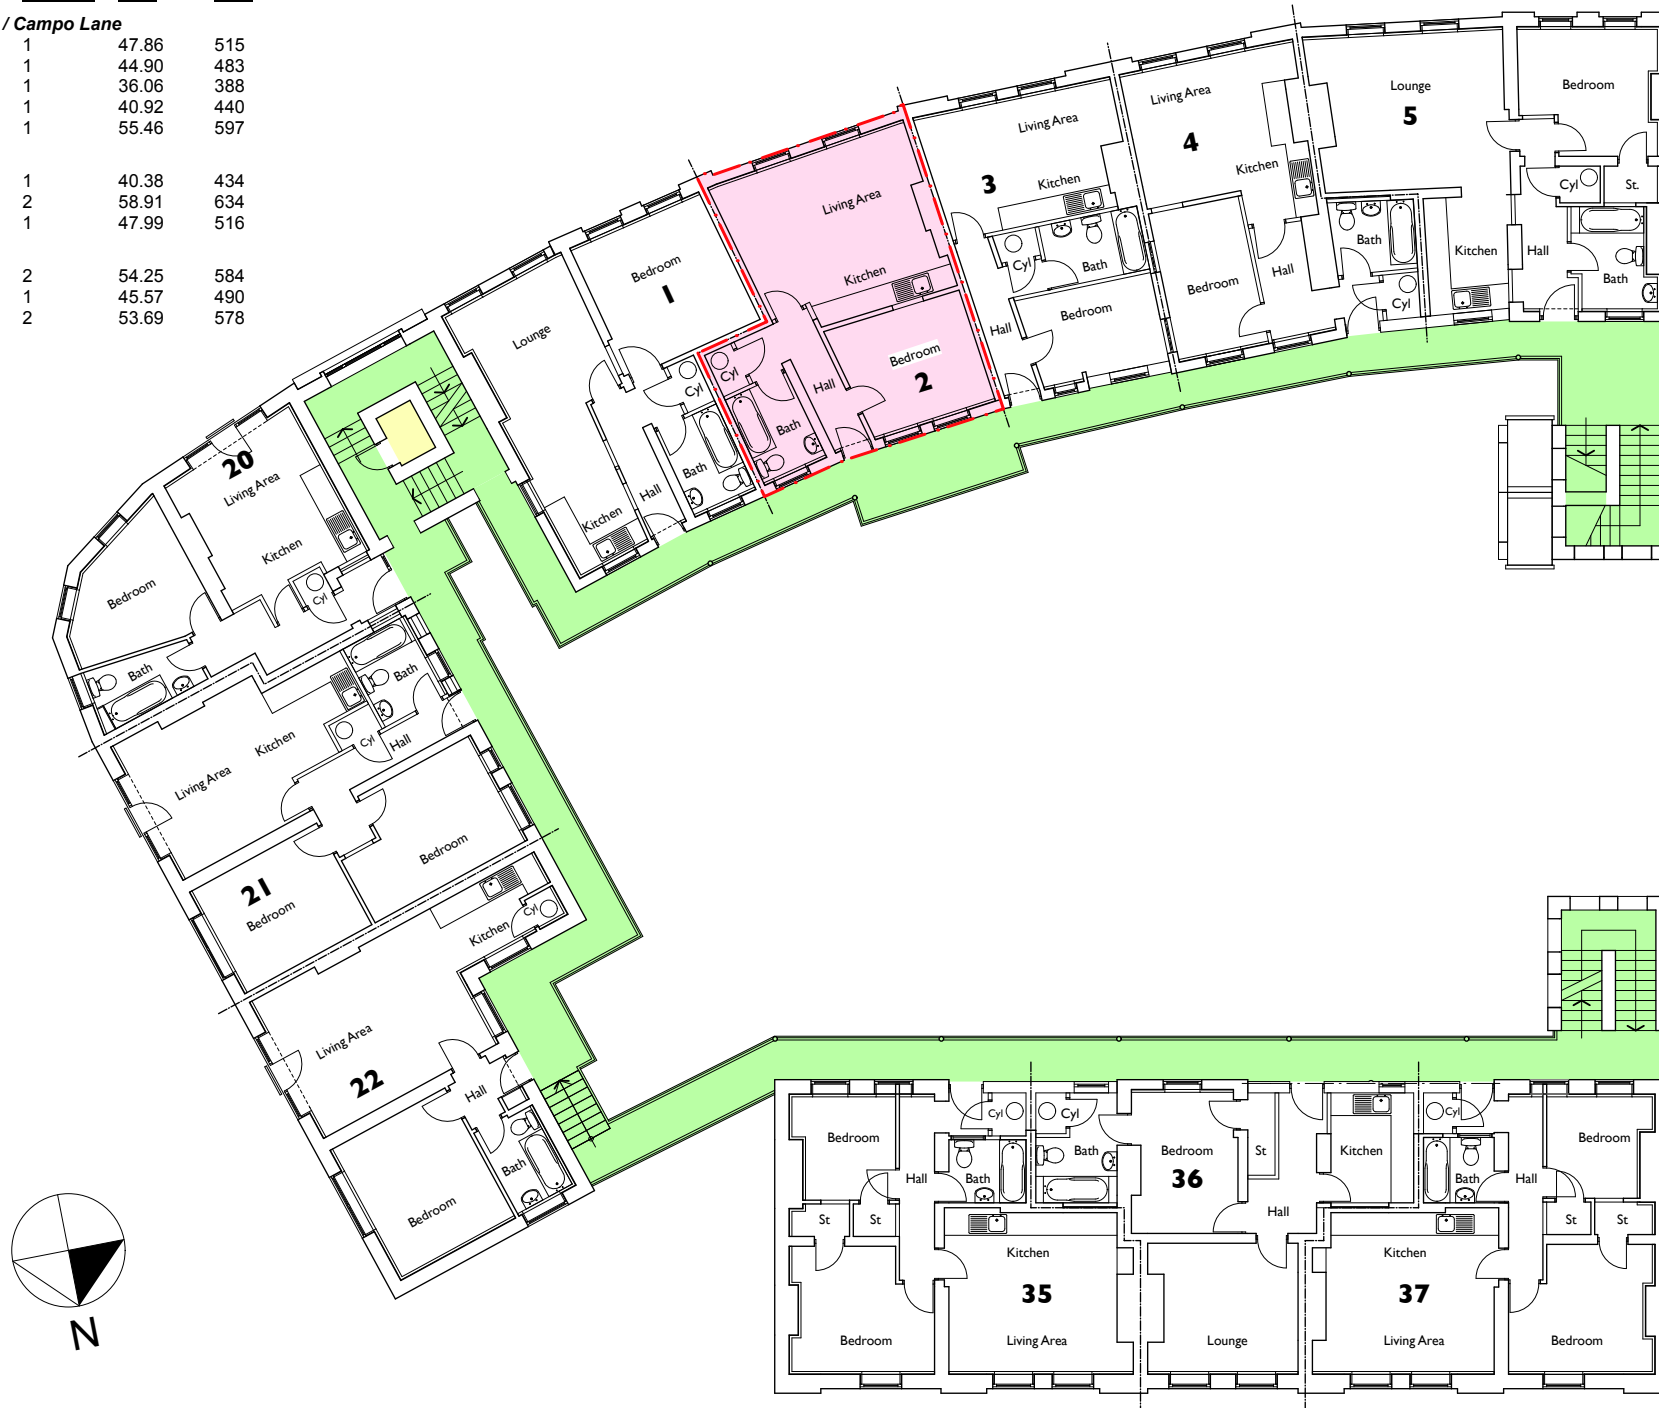 / Campo Lane
1 47.86 515
1 44.90 483
1 36.06 388
1 40.92 440
1 55.46 597
1 40.38 434
2 58.91 634
1 47.99 516
2 54.25 584
1 45.57 490
2 53.69 578
Lounge
Bedroom
1
Kitchen
Hall
Bath
Cyl
Living Area
Kitchen
Cyl
Bath
Hall
Bedroom
2
Living Area
3
Kitchen
Cyl
Bath
Hall
Bedroom
Living Area
4
Kitchen
Bedroom
Hall
Lounge
5
Bath
Cyl
Kitchen
Bedroom
Cyl
St.
Hall
Bath
20
Living Area
Kitchen
Cyl
Bedroom
Bath
Bath
Kitchen
Cyl
Hall
Living Area
Bedroom
21
Bedroom
Cyl
Kitchen
Living Area
22
Hall
Bath
Bedroom
N
Bedroom
Hall
Cyl
Bath
St
St
Kitchen
35
Living Area
Bedroom
Cyl
Bath
Bedroom
36
St
Kitchen
Hall
Lounge
Cyl
Bath
Hall
Bedroom
St
St
Kitchen
37
Living Area
Bedroom